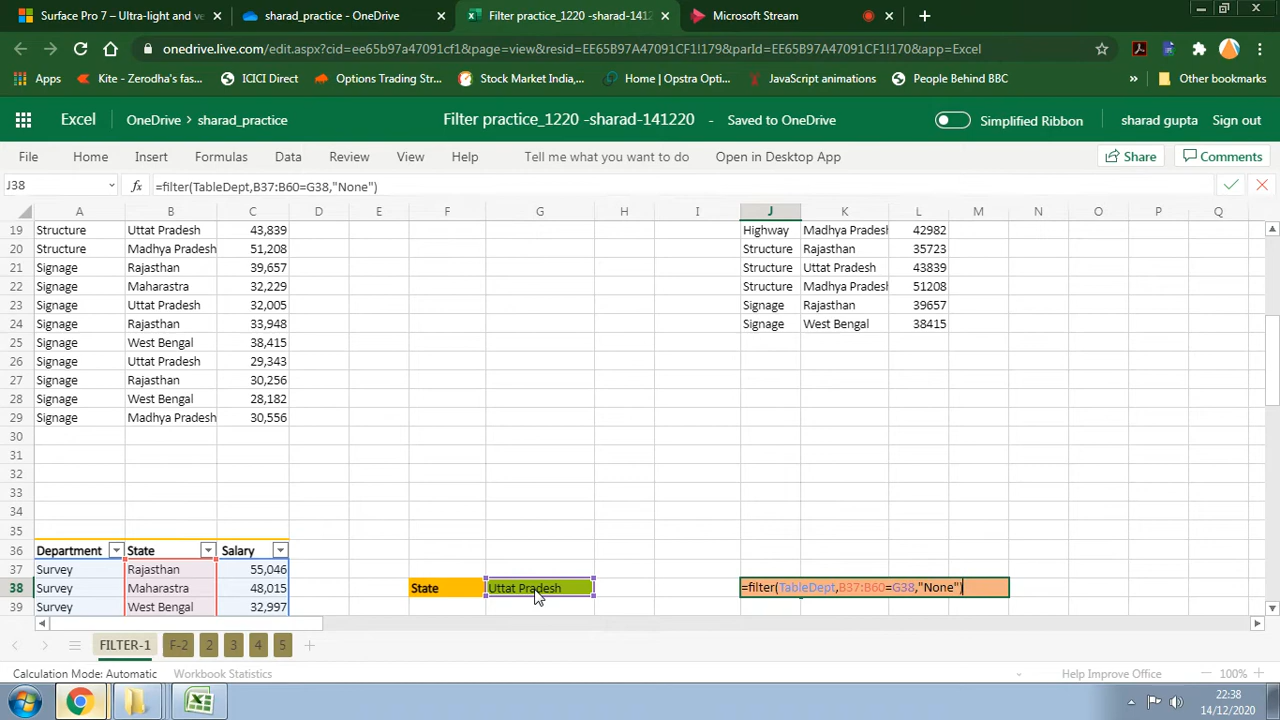 Surface Pro 7 – Ultra-light and ve
sharad_practice - OneDrive
Filter practice_1220 -sharad-1412
Microsoft Stream
onedrive.live.com/edit.aspx?cid=ee65b97a47091cf1&page=view&resid=EE65B97A47091CF1!179&parId=EE65B97A47091CF1!170&app=Excel
Apps
Kite - Zerodha's fas...
ICICI Direct
Options Trading Str...
Stock Market India,...
Home | Opstra Opti...
JavaScript animations
People Behind BBC
»
Other bookmarks
Excel
OneDrive › sharad_practice
Filter practice_1220 -sharad-141220 - Saved to OneDrive
Simplified Ribbon
sharad gupta
Sign out
File Home Insert Formulas Data Review View Help Tell me what you want to do Open in Desktop App
Share
Comments
J38 fx =filter(TableDept,B37:B60=G38,"None")
A B C D E F G H I J K L M N O P Q
19 Structure Uttat Pradesh 43,839 Highway Madhya Pradesh 42982
20 Structure Madhya Pradesh 51,208 Structure Rajasthan 35723
21 Signage Rajasthan 39,657 Structure Uttat Pradesh 43839
22 Signage Maharastra 32,229 Structure Madhya Pradesh 51208
23 Signage Uttat Pradesh 32,005 Signage Rajasthan 39657
24 Signage Rajasthan 33,948 Signage West Bengal 38415
25 Signage West Bengal 38,415
26 Signage Uttat Pradesh 29,343
27 Signage Rajasthan 30,256
28 Signage West Bengal 28,182
29 Signage Madhya Pradesh 30,556
30
31
32
33
34
35
36 Department State Salary
37 Survey Rajasthan 55,046
38 Survey Maharastra 48,015 State Uttat Pradesh =filter(TableDept,B37:B60=G38,"None")
39 Survey West Bengal 32,997
FILTER-1 F-2 2 3 4 5
Calculation Mode: Automatic Workbook Statistics Help Improve Office 100%
22:38
14/12/2020